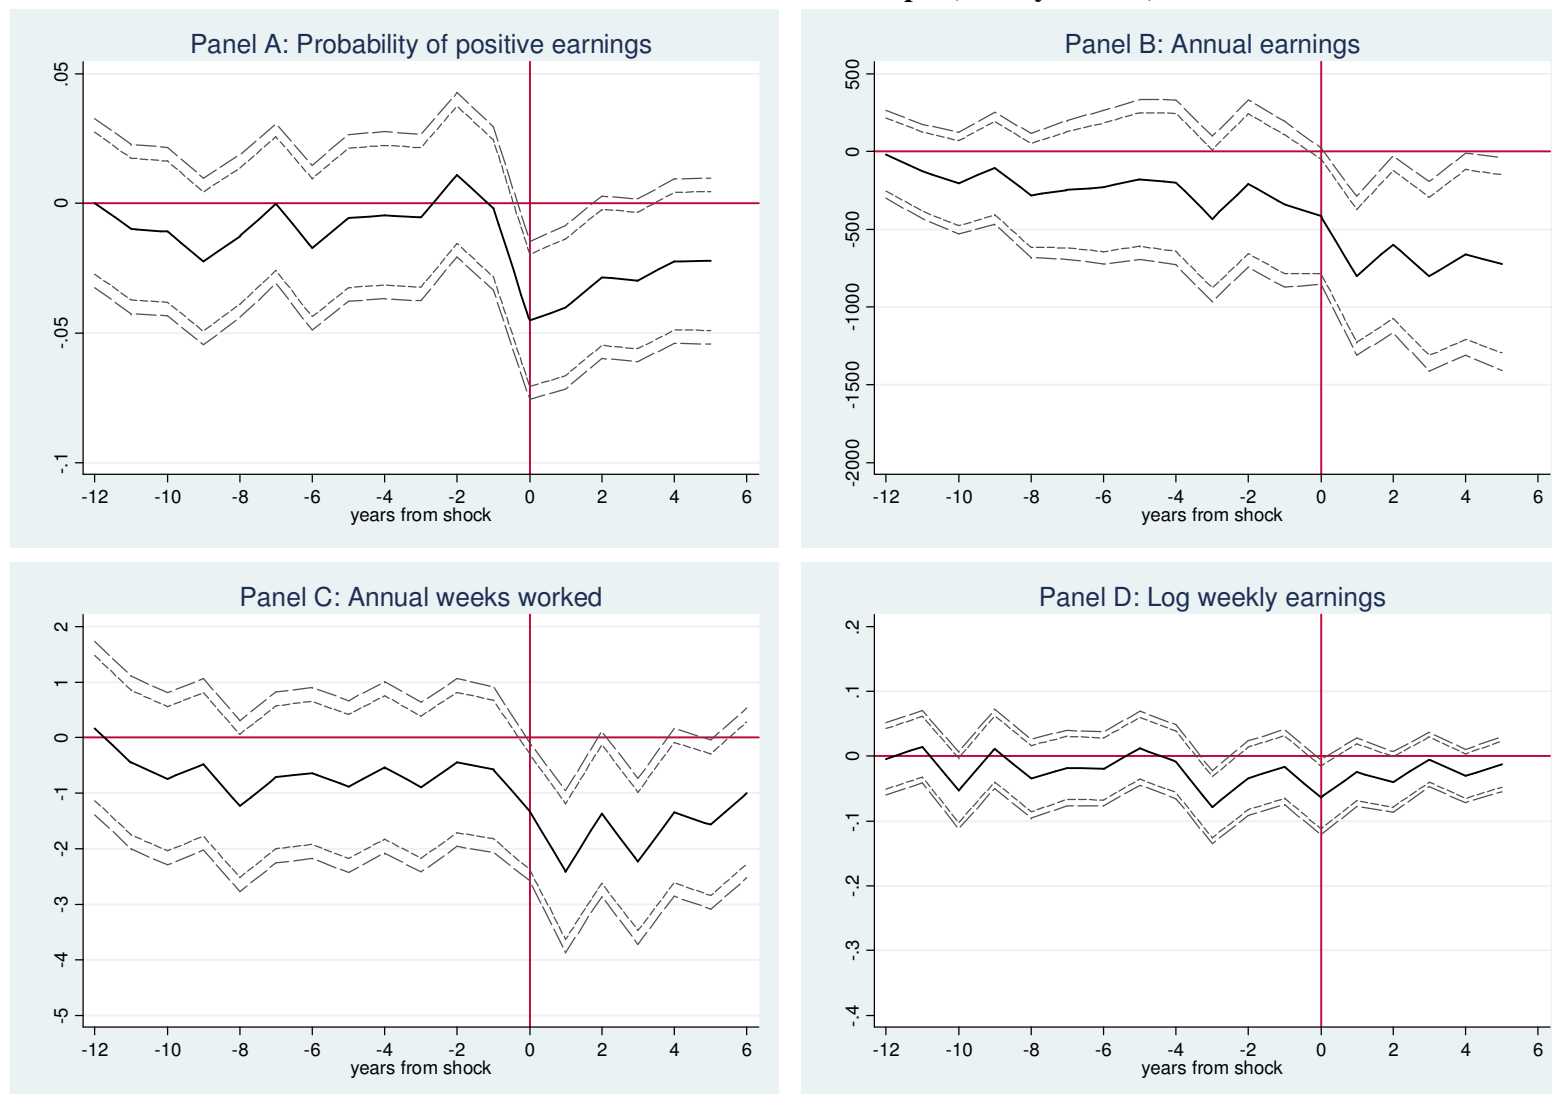 Panel A: Probability of positive earnings
.05
0
-.05
-.1
-12 -10 -8 -6 -4 -2 0 2 4 6
years from shock
Panel B: Annual earnings
500
0
-500
-1000
-1500
-2000
-12 -10 -8 -6 -4 -2 0 2 4 6
years from shock
Panel C: Annual weeks worked
2
1
0
-1
-2
-3
-4
-5
-12 -10 -8 -6 -4 -2 0 2 4 6
years from shock
Panel D: Log weekly earnings
.2
.1
0
-.1
-.2
-.3
-.4
-12 -10 -8 -6 -4 -2 0 2 4 6
years from shock